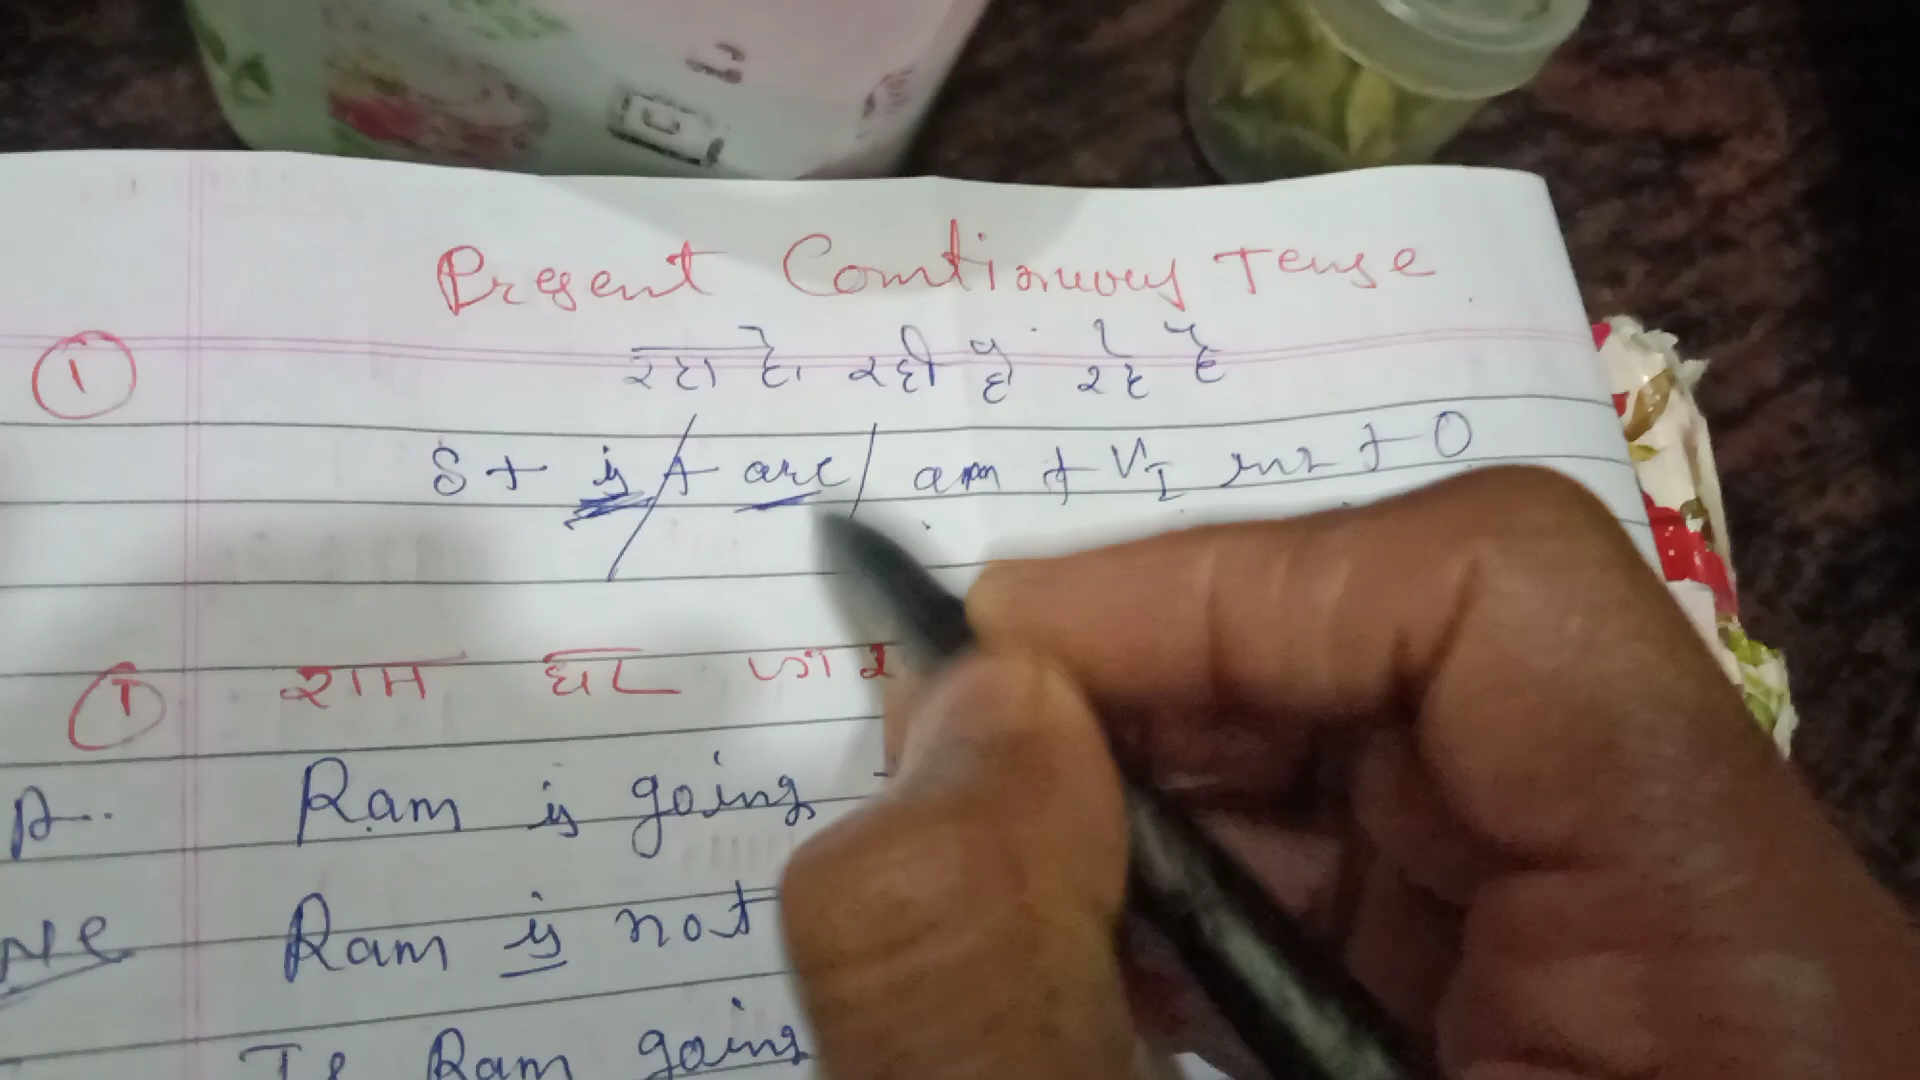 Present Continuous Tense
①
रहा है, रही है रहे है
S + is / + are / am + V1 ing + O
① राम घर जा र
A.. Ram is going
Ne Ram is not
Is Ram going